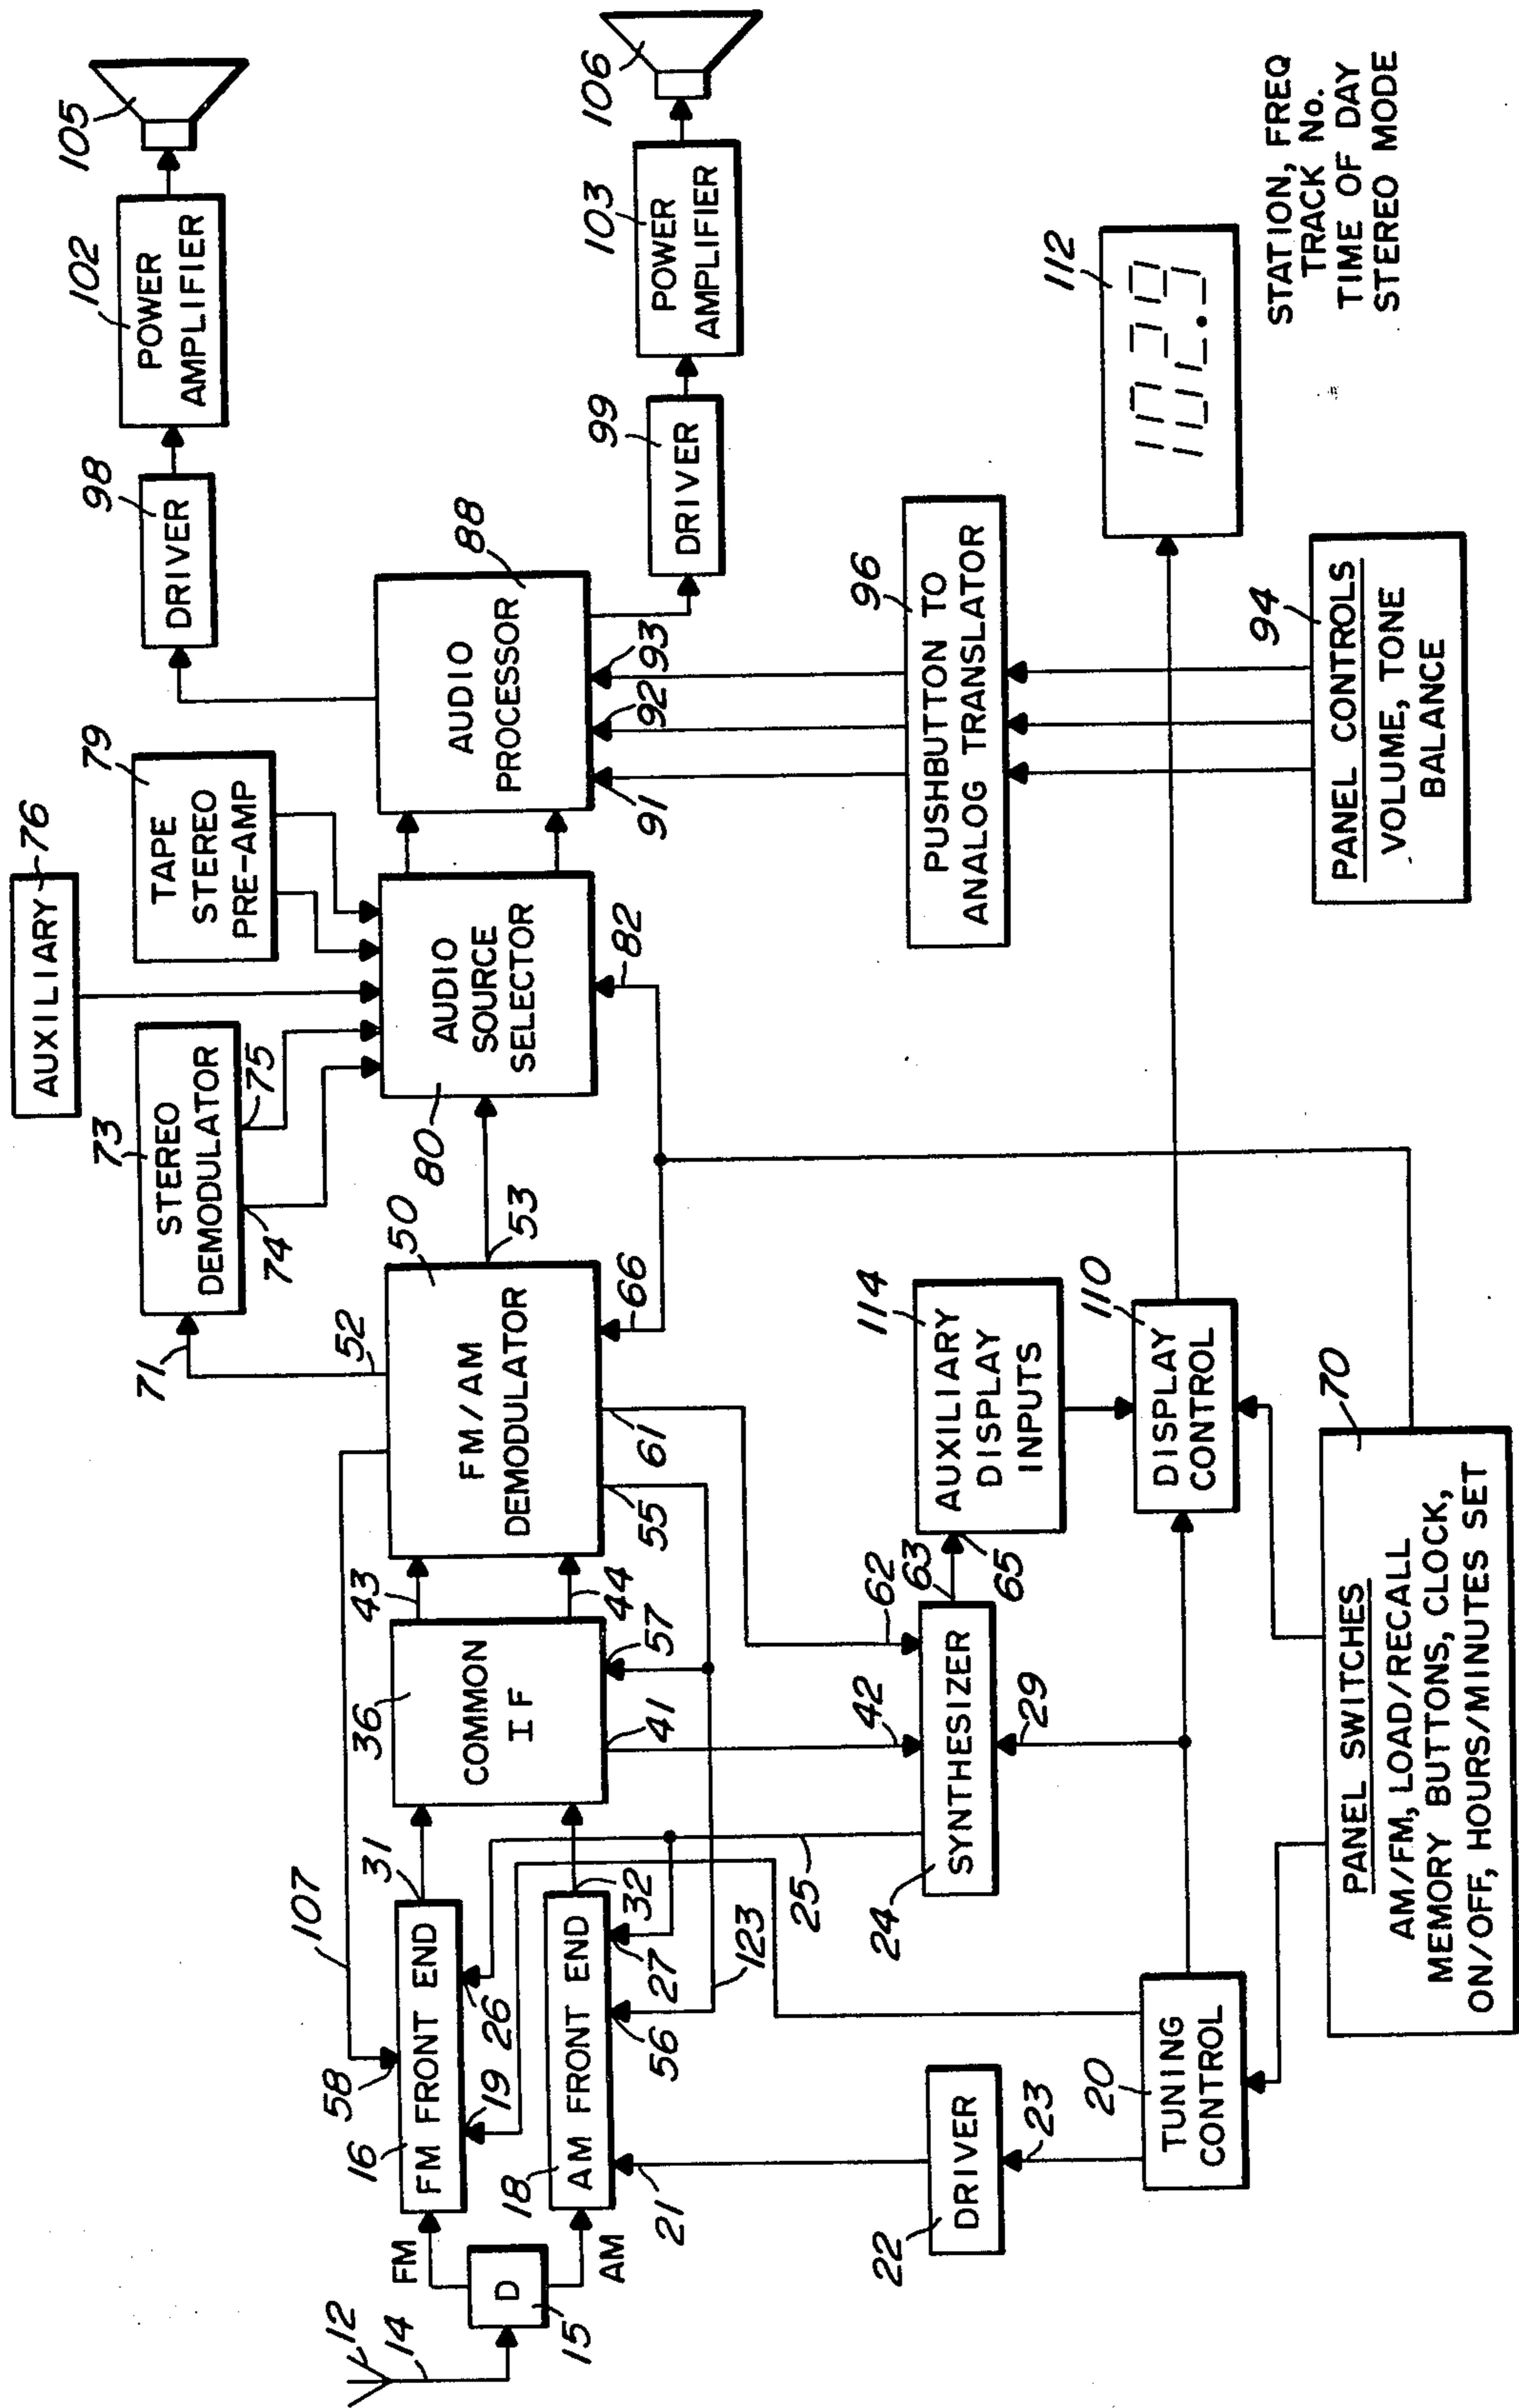 12
14
D
15
FM
AM
107
58
16
FM FRONT END
19
26
31
18
AM FRONT END
21
56
27
32
123
25
36
COMMON
IF
41
57
43
44
50
FM/AM
DEMODULATOR
52
53
55
61
66
71
73
STEREO
DEMODULATOR
74
75
AUXILIARY
76
79
TAPE
STEREO
PRE-AMP
80
AUDIO
SOURCE
SELECTOR
82
AUDIO
PROCESSOR
88
91
92
93
98
DRIVER
102
POWER
AMPLIFIER
105
99
DRIVER
103
POWER
AMPLIFIER
106
22
DRIVER
23
24
SYNTHESIZER
42
62
29
63
65
114
AUXILIARY
DISPLAY
INPUTS
96
PUSHBUTTON TO
ANALOG TRANSLATOR
20
TUNING
CONTROL
110
DISPLAY
CONTROL
112
102.9
STATION, FREQ
TRACK No.
TIME OF DAY
STEREO MODE
70
PANEL SWITCHES
AM/FM, LOAD/RECALL
MEMORY BUTTONS, CLOCK,
ON/OFF, HOURS/MINUTES SET
94
PANEL CONTROLS
VOLUME, TONE
BALANCE